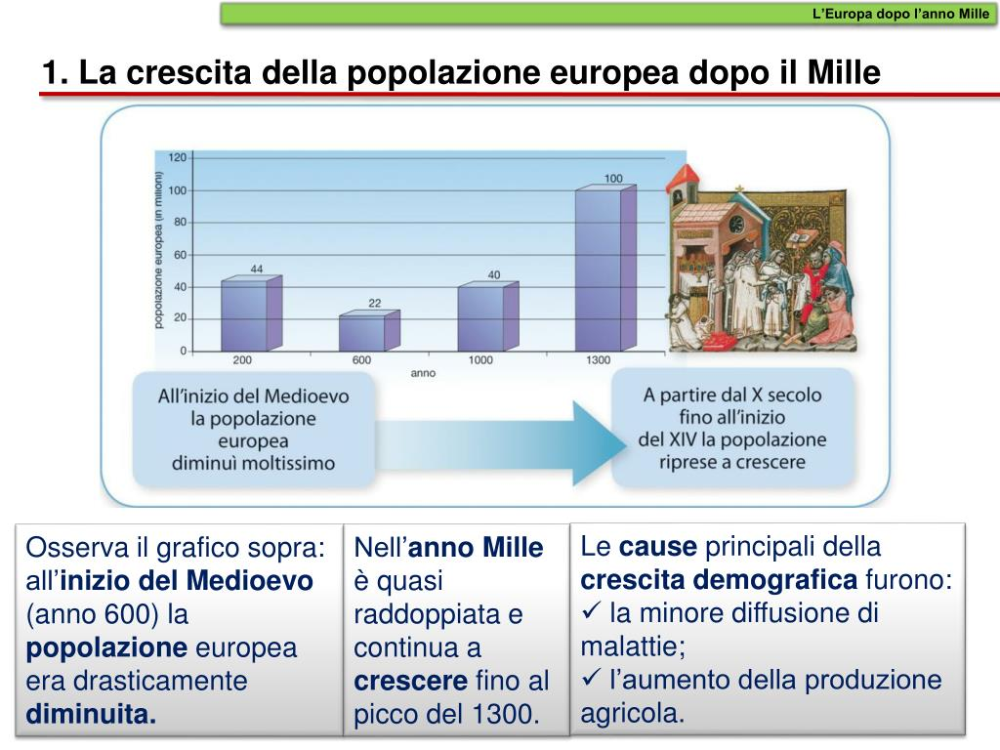 L’Europa dopo l’anno Mille
1. La crescita della popolazione europea dopo il Mille
popolazione europea (in milioni)
120
100
80
60
40
20
0
44
22
40
100
200
600
1000
1300
anno
All’inizio del Medioevo
la popolazione
europea
diminuì moltissimo
A partire dal X secolo
fino all’inizio
del XIV la popolazione
riprese a crescere
Osserva il grafico sopra:
all’inizio del Medioevo
(anno 600) la
popolazione europea
era drasticamente
diminuita.
Nell’anno Mille
è quasi
raddoppiata e
continua a
crescere fino al
picco del 1300.
Le cause principali della
crescita demografica furono:
✓ la minore diffusione di
malattie;
✓ l’aumento della produzione
agricola.